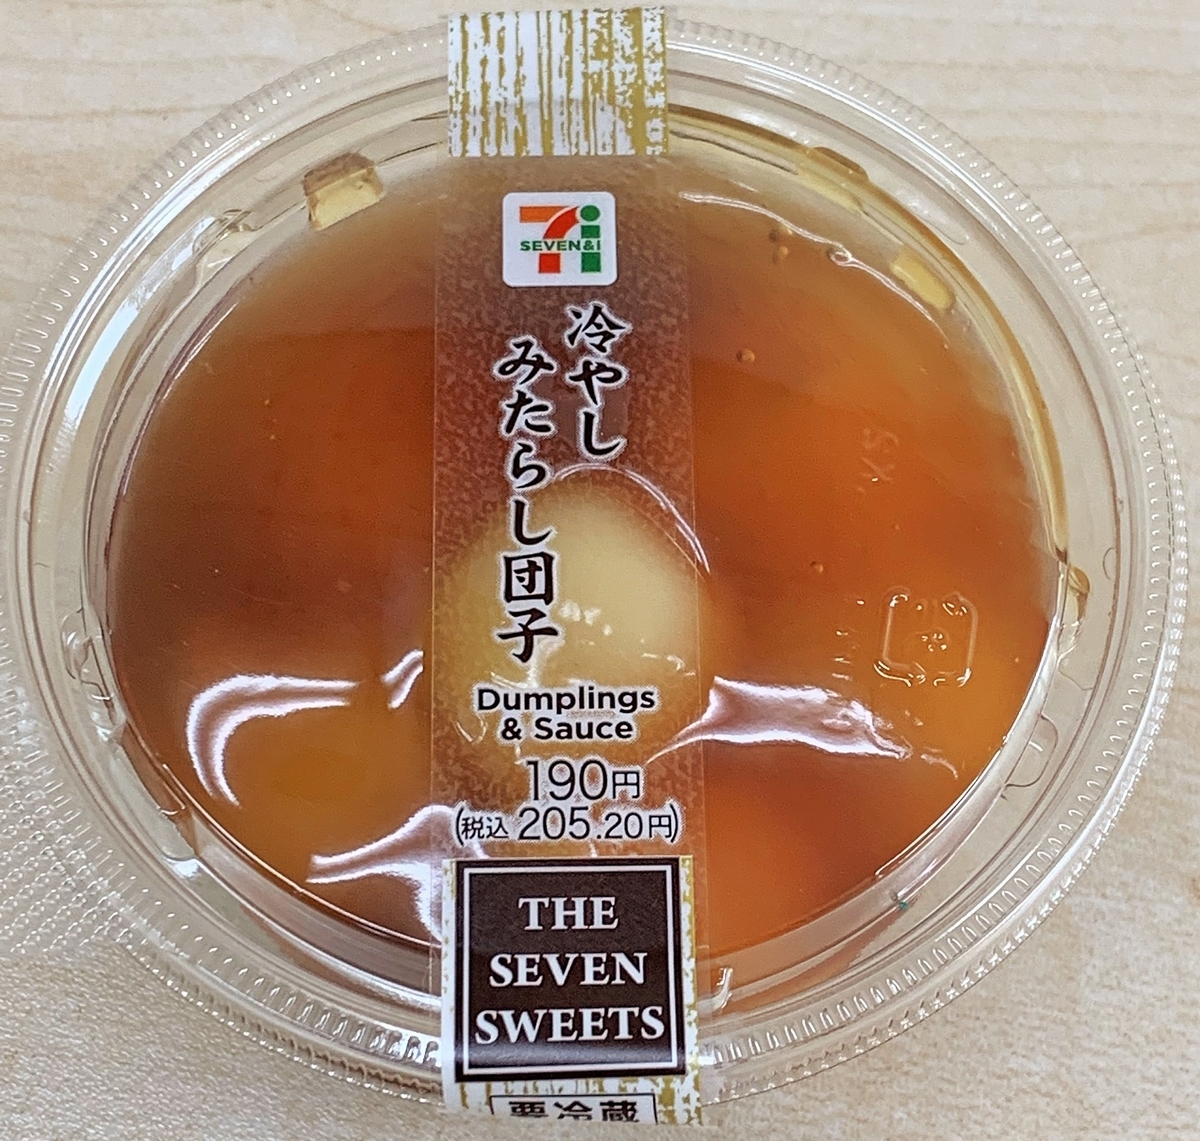 SEVEN&i
冷やし
みたらし団子
Dumplings
& Sauce
190円
(税込 205.20円)
THE
SEVEN
SWEETS
要冷蔵